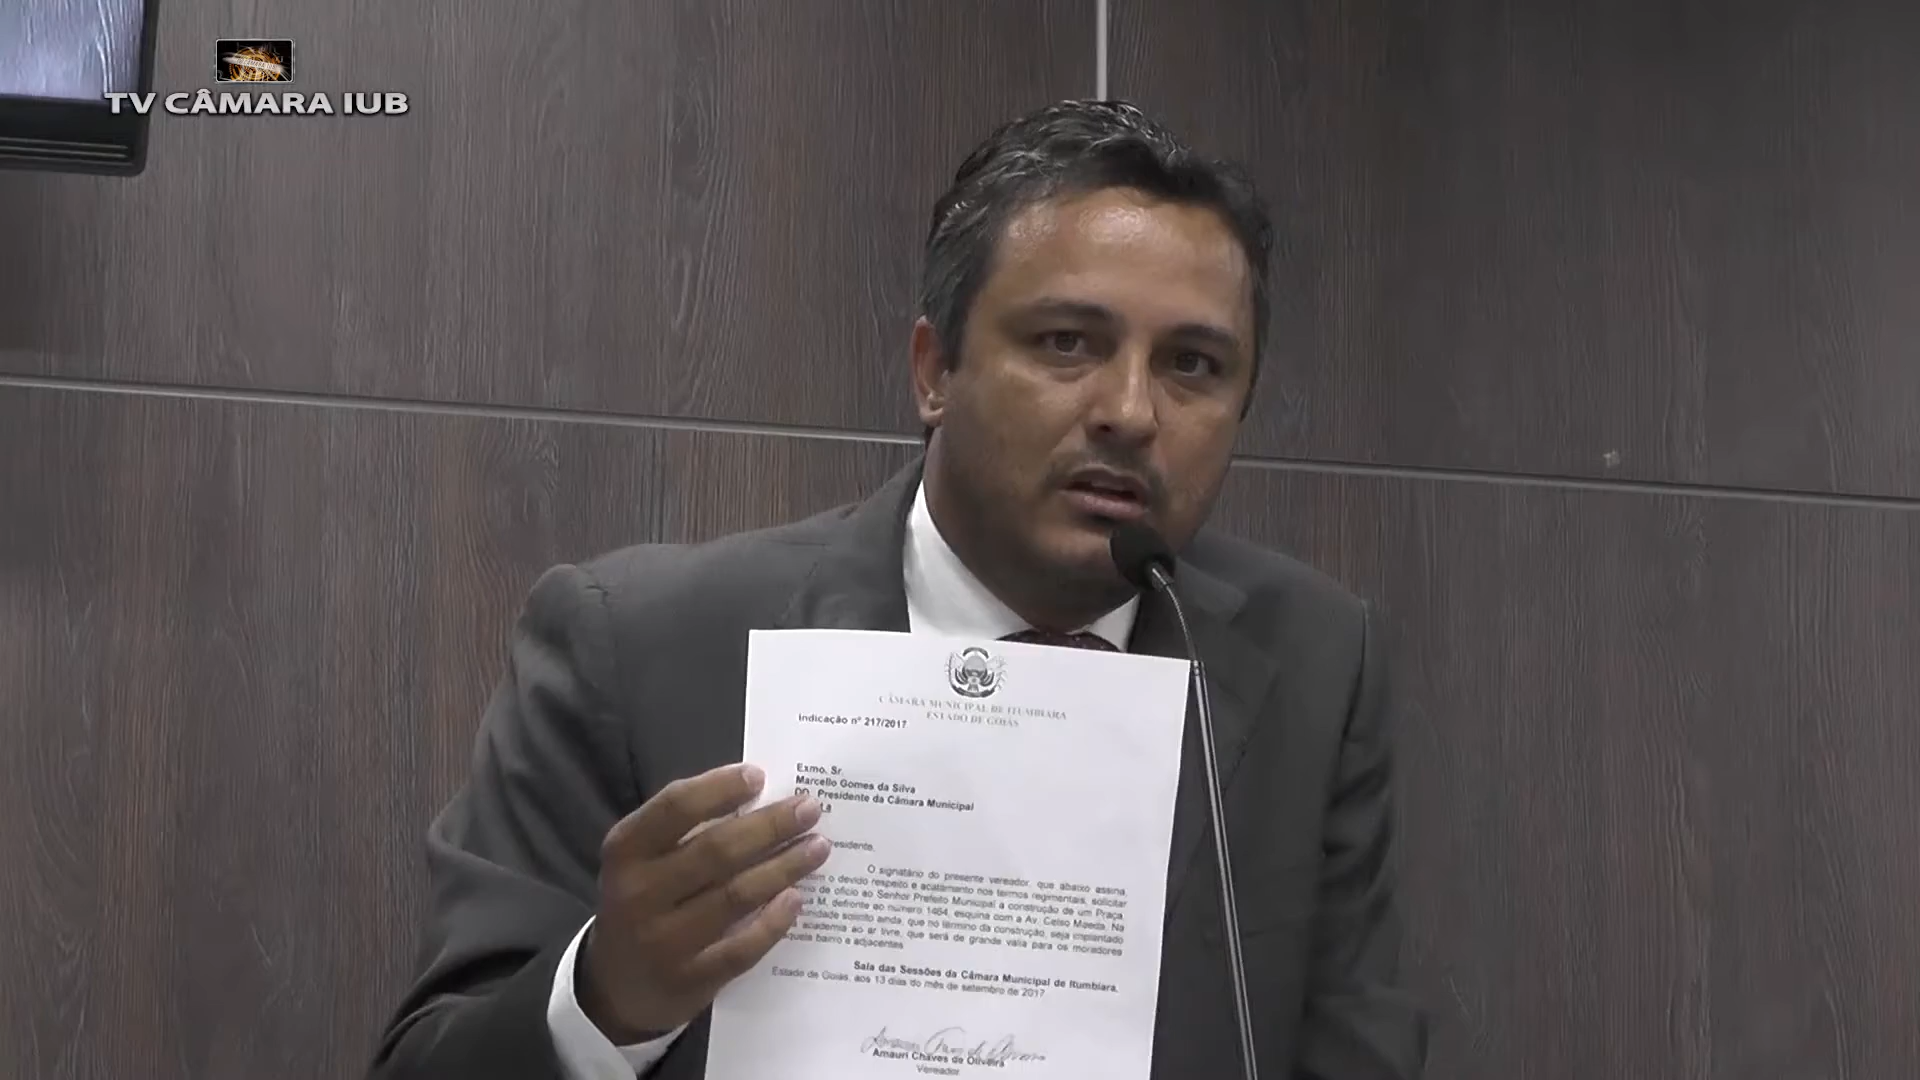 TV CÂMARA IUB
CÂMARA MUNICIPAL DE ITUMBIARA
ESTADO DE GOIÁS
Indicação nº 217/2017
Exmo. Sr.
Marcello Gomes da Silva
DD. Presidente da Câmara Municipal
Presidente,
O signatário do presente vereador, que abaixo assina,
com o devido respeito e acatamento nos termos regimentais, solicitar
de ofício ao Senhor Prefeito Municipal a construção de um Praça,
M, defronte ao número 1464, esquina com a Av. Celso Maeda. Na
solicito ainda, que no término da construção, seja implantado
academia ao ar livre, que será de grande valia para os moradores
bairro e adjacentes.
Sala das Sessões da Câmara Municipal de Itumbiara,
Estado de Goiás, aos 13 dias do mês de setembro de 2017.
Amauri Chaves de Oliveira
Vereador